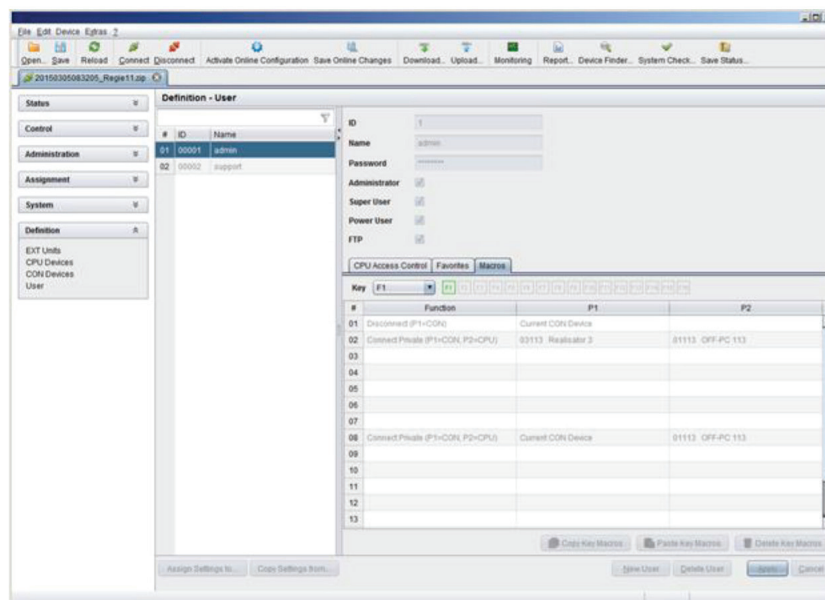 File Edit Device Extras ?
Open... Save Reload Connect Disconnect Activate Online Configuration Save Online Changes Download... Upload... Monitoring Report... Device Finder... System Check... Save Status...
20150305083205_Regie11.zip
Status
Control
Administration
Assignment
System
Definition
EXT Units
CPU Devices
CON Devices
User
Definition - User
# ID Name
01 00001 admin
02 00002 support
ID 1
Name admin
Password ********
Administrator
Super User
Power User
FTP
CPU Access Control Favorites Macros
Key F1
# Function P1 P2
01 Disconnect (P1=CON) Current CON Device
02 Connect Private (P1=CON, P2=CPU) 03113 Realisator 3 01113 OFF-PC 113
03
04
05
06
07
08 Connect Private (P1=CON, P2=CPU) Current CON Device 01113 OFF-PC 113
09
10
11
12
13
Copy Key Macros Paste Key Macros Delete Key Macros
Assign Settings to... Copy Settings from... New User Delete User Apply Cancel